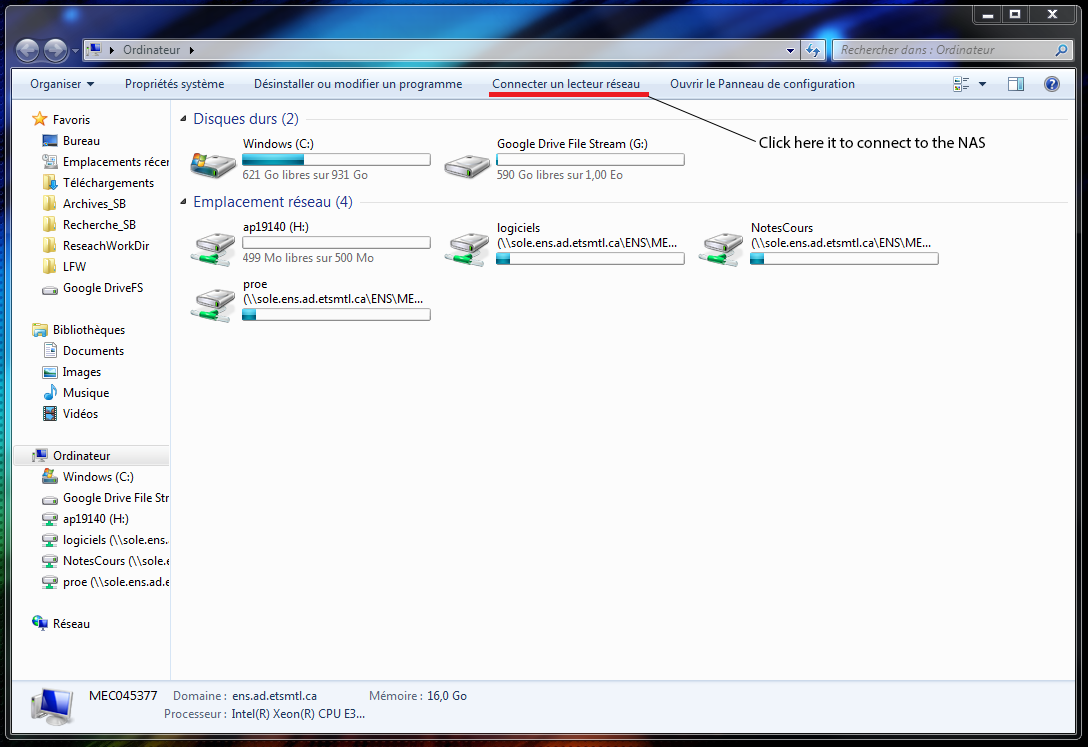 Ordinateur
Rechercher dans : Ordinateur
Organiser
Propriétés système
Désinstaller ou modifier un programme
Connecter un lecteur réseau
Ouvrir le Panneau de configuration
Click here it to connect to the NAS
Favoris
Bureau
Emplacements récer
Téléchargements
Archives_SB
Recherche_SB
ReseachWorkDir
LFW
Google DriveFS
Bibliothèques
Documents
Images
Musique
Vidéos
Ordinateur
Windows (C:)
Google Drive File Str
ap19140 (H:)
logiciels (\\sole.ens.
NotesCours (\\sole.e
proe (\\sole.ens.ad.e
Réseau
Disques durs (2)
Windows (C:)
621 Go libres sur 931 Go
Google Drive File Stream (G:)
590 Go libres sur 1,00 Eo
Emplacement réseau (4)
ap19140 (H:)
499 Mo libres sur 500 Mo
logiciels
(\\sole.ens.ad.etsmtl.ca\ENS\ME...
NotesCours
(\\sole.ens.ad.etsmtl.ca\ENS\ME...
proe
(\\sole.ens.ad.etsmtl.ca\ENS\ME...
MEC045377 Domaine : ens.ad.etsmtl.ca Mémoire : 16,0 Go
Processeur : Intel(R) Xeon(R) CPU E3...